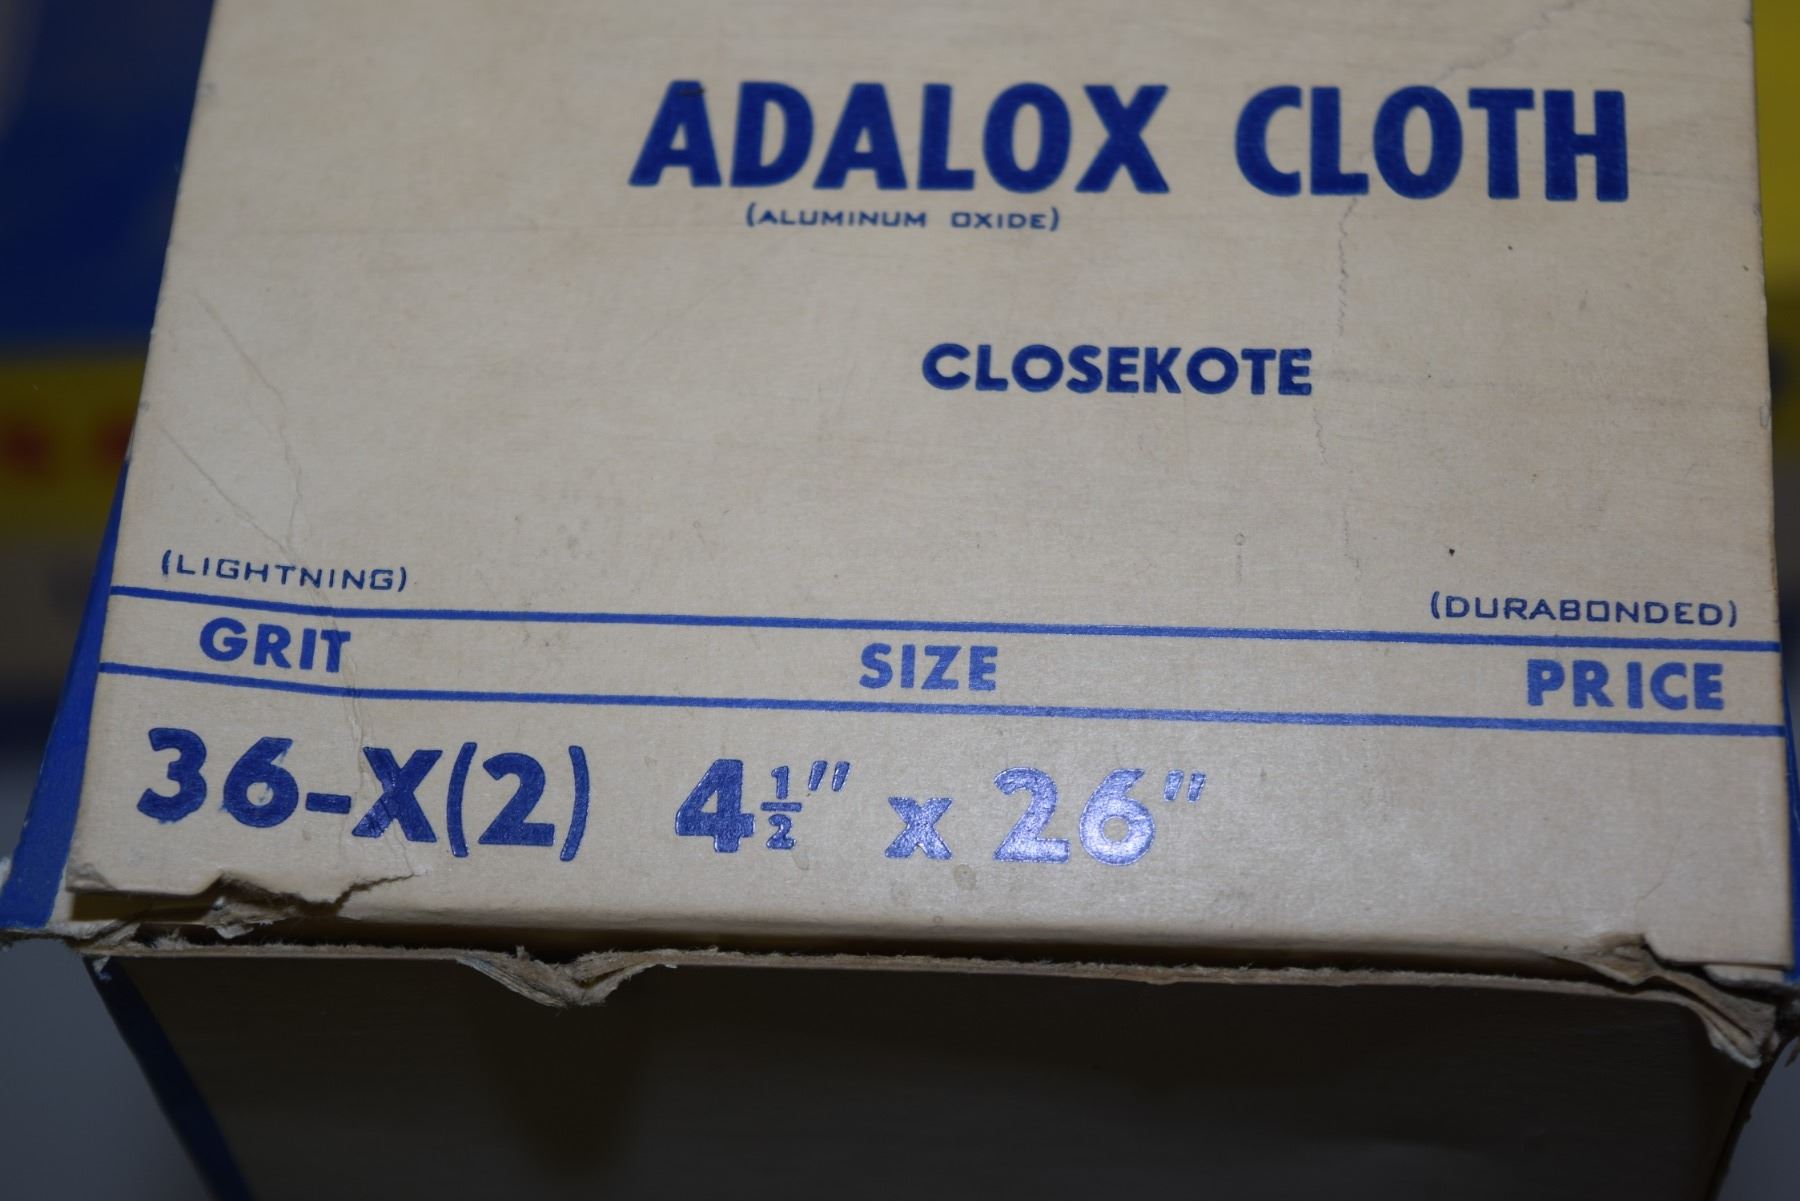 ADALOX CLOTH
(ALUMINUM OXIDE)
CLOSEKOTE
(LIGHTNING) (DURABONDED)
GRIT SIZE PRICE
36-X(2) 4½" x 26"